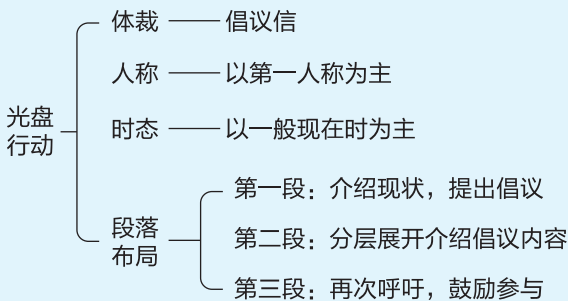 体裁
倡议信
人称
以第一人称为主
光盘
行动
时态
以一般现在时为主
段落
布局
第一段：介绍现状，提出倡议
第二段：分层展开介绍倡议内容
第三段：再次呼吁，鼓励参与